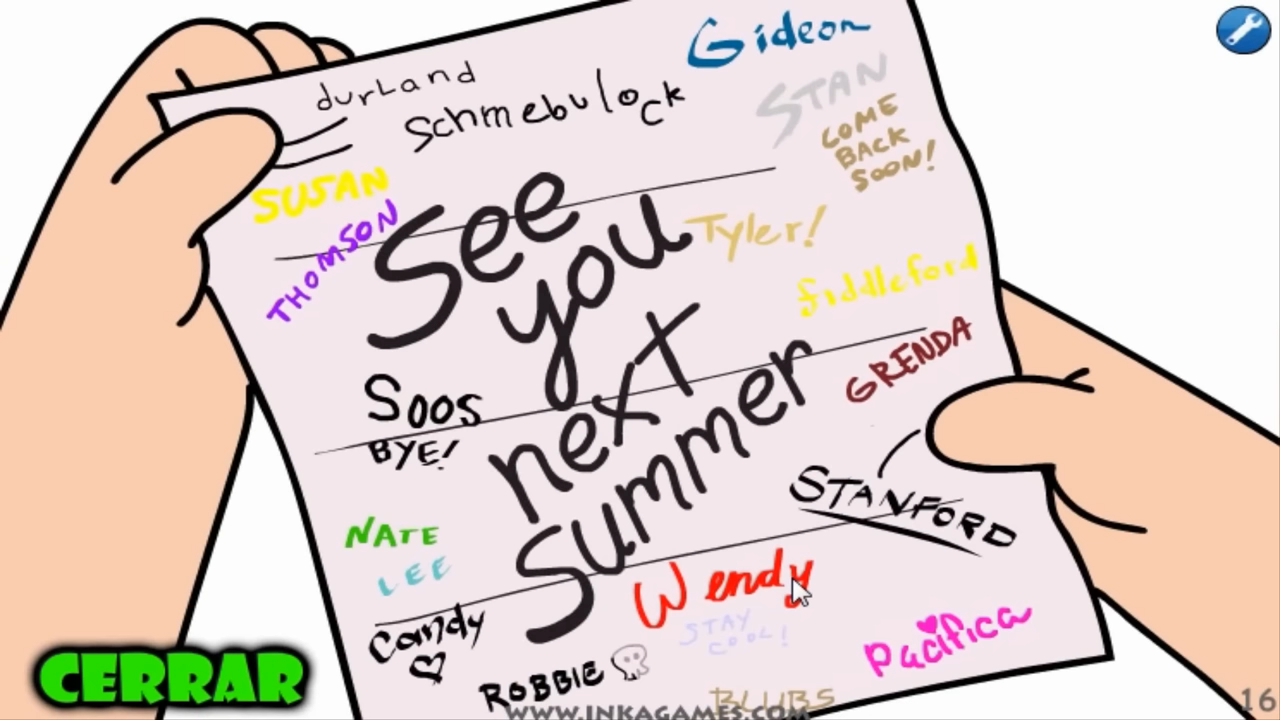 Gideon
durland
Schmebulock
STAN
COME
BACK
SOON!
SUSAN
THOMSON
See
you
next
summer
Tyler!
fiddleford
GRENDA
Soos
BYE!
STANFORD
NATE
LEE
Wendy
STAY
COOL!
Candy
Pacifica
ROBBIE
BLUBS
CERRAR
WWW.INKAGAMES.COM
16